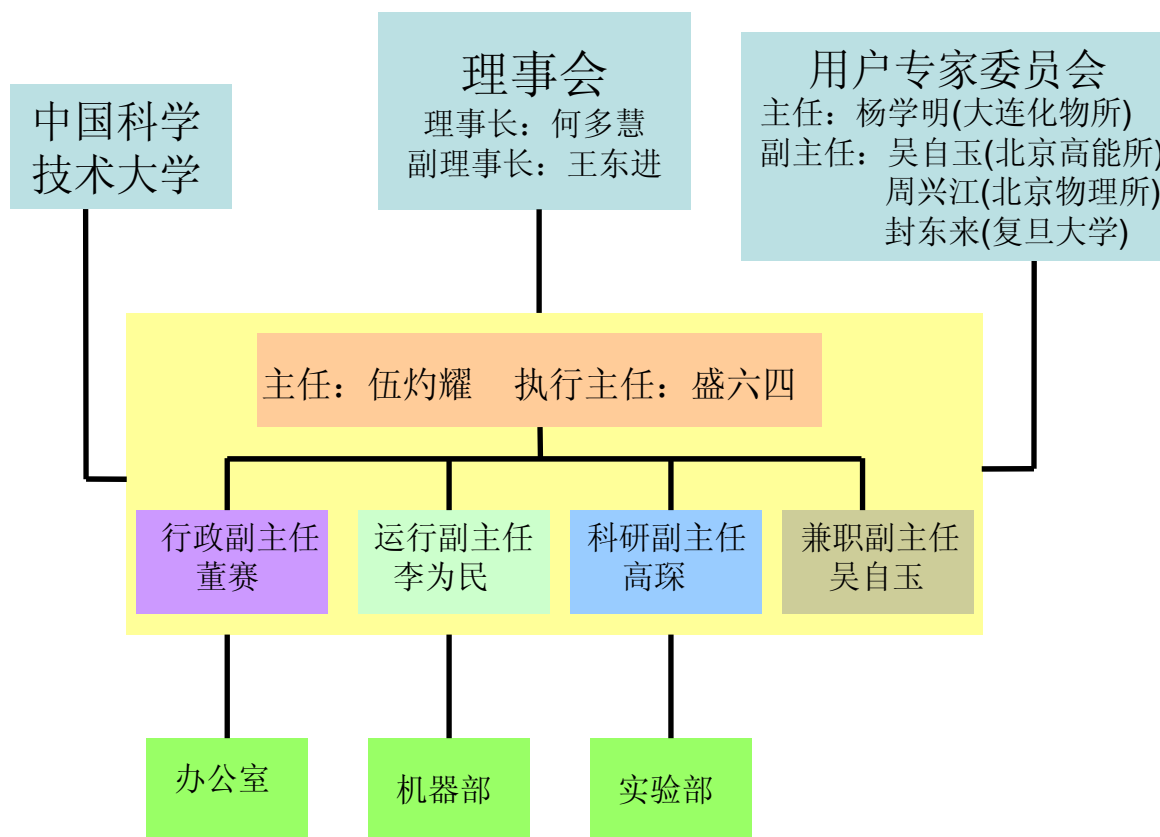 中国科学
技术大学
理事会
理事长：何多慧
副理事长：王东进
用户专家委员会
主任：杨学明(大连化物所)
副主任：吴自玉(北京高能所)
周兴江(北京物理所)
封东来(复旦大学)
主任：伍灼耀 执行主任：盛六四
行政副主任
董赛
运行副主任
李为民
科研副主任
高琛
兼职副主任
吴自玉
办公室
机器部
实验部